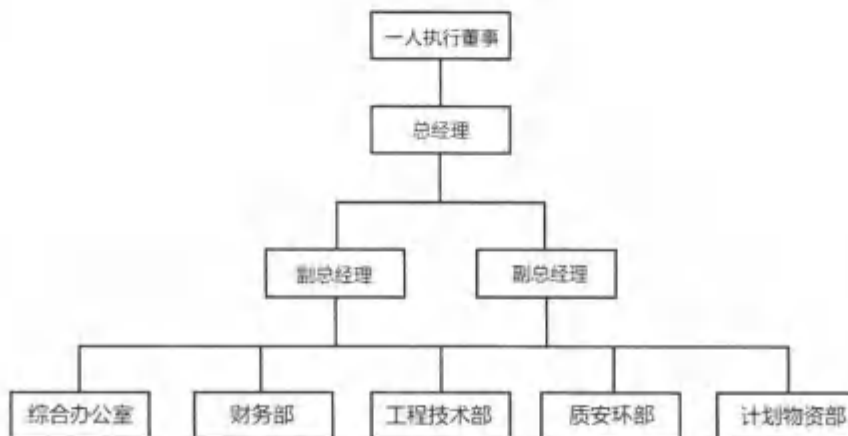 一人执行董事
总经理
副总经理
副总经理
综合办公室
财务部
工程技术部
质安环部
计划物资部